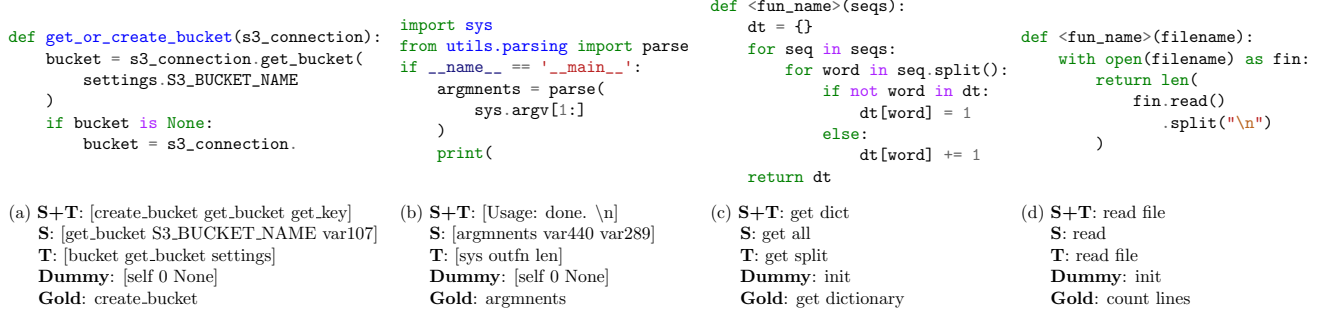 def get_or_create_bucket(s3_connection):
bucket = s3_connection.get_bucket(
settings.S3_BUCKET_NAME
)
if bucket is None:
bucket = s3_connection.
(a) S+T: [create_bucket get_bucket get_key]
S: [get_bucket S3_BUCKET_NAME var107]
T: [bucket get_bucket settings]
Dummy: [self 0 None]
Gold: create_bucket
import sys
from utils.parsing import parse
if __name__ == '__main__':
argmnents = parse(
sys.argv[1:]
)
print(
(b) S+T: [Usage: done. \n]
S: [argmnents var440 var289]
T: [sys outfn len]
Dummy: [self 0 None]
Gold: argmnents
def <fun_name>(seqs):
dt = {}
for seq in seqs:
for word in seq.split():
if not word in dt:
dt[word] = 1
else:
dt[word] += 1
return dt
(c) S+T: get dict
S: get all
T: get split
Dummy: init
Gold: get dictionary
def <fun_name>(filename):
with open(filename) as fin:
return len(
fin.read()
.split("\n")
)
(d) S+T: read file
S: read
T: read file
Dummy: init
Gold: count lines